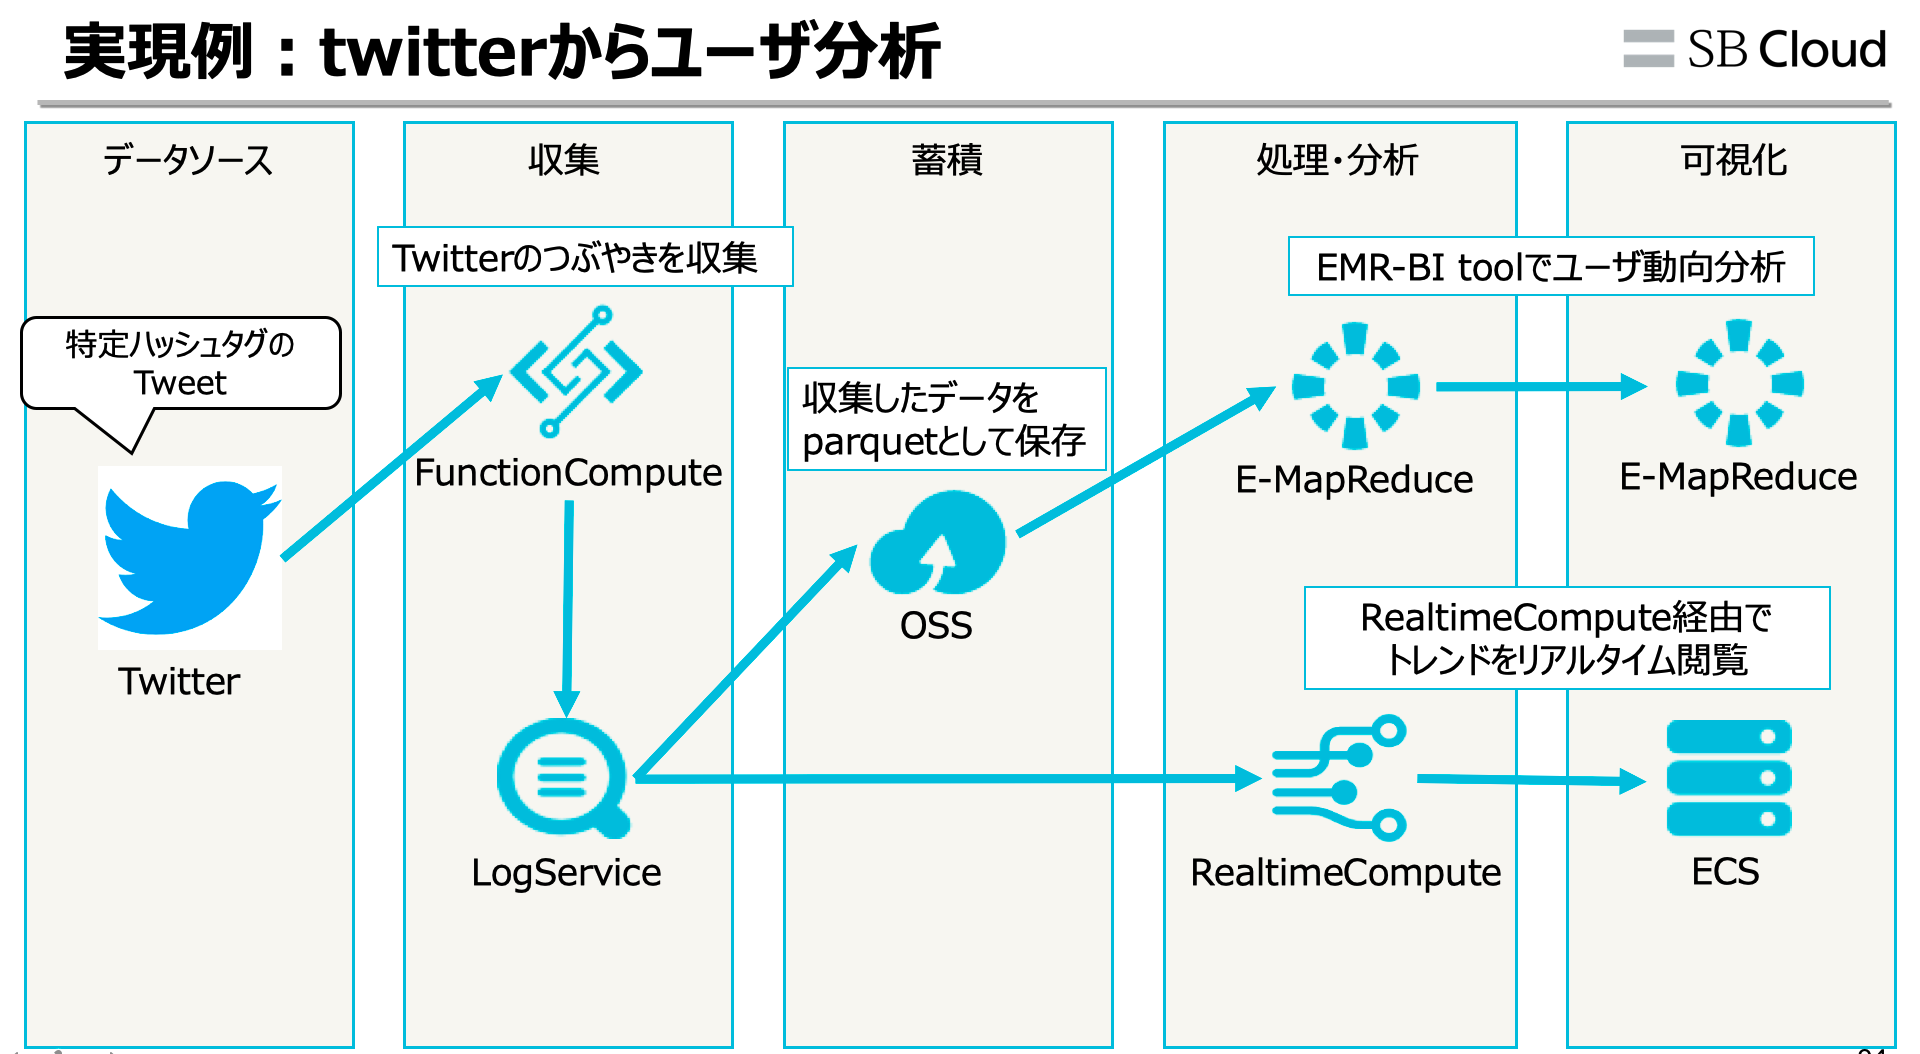 実現例：twitterからユーザ分析
SB Cloud
データソース
収集
蓄積
処理・分析
可視化
Twitterのつぶやきを収集
EMR-BI toolでユーザ動向分析
特定ハッシュタグの
Tweet
収集したデータを
parquetとして保存
FunctionCompute
E-MapReduce
E-MapReduce
OSS
RealtimeCompute経由で
トレンドをリアルタイム閲覧
Twitter
LogService
RealtimeCompute
ECS